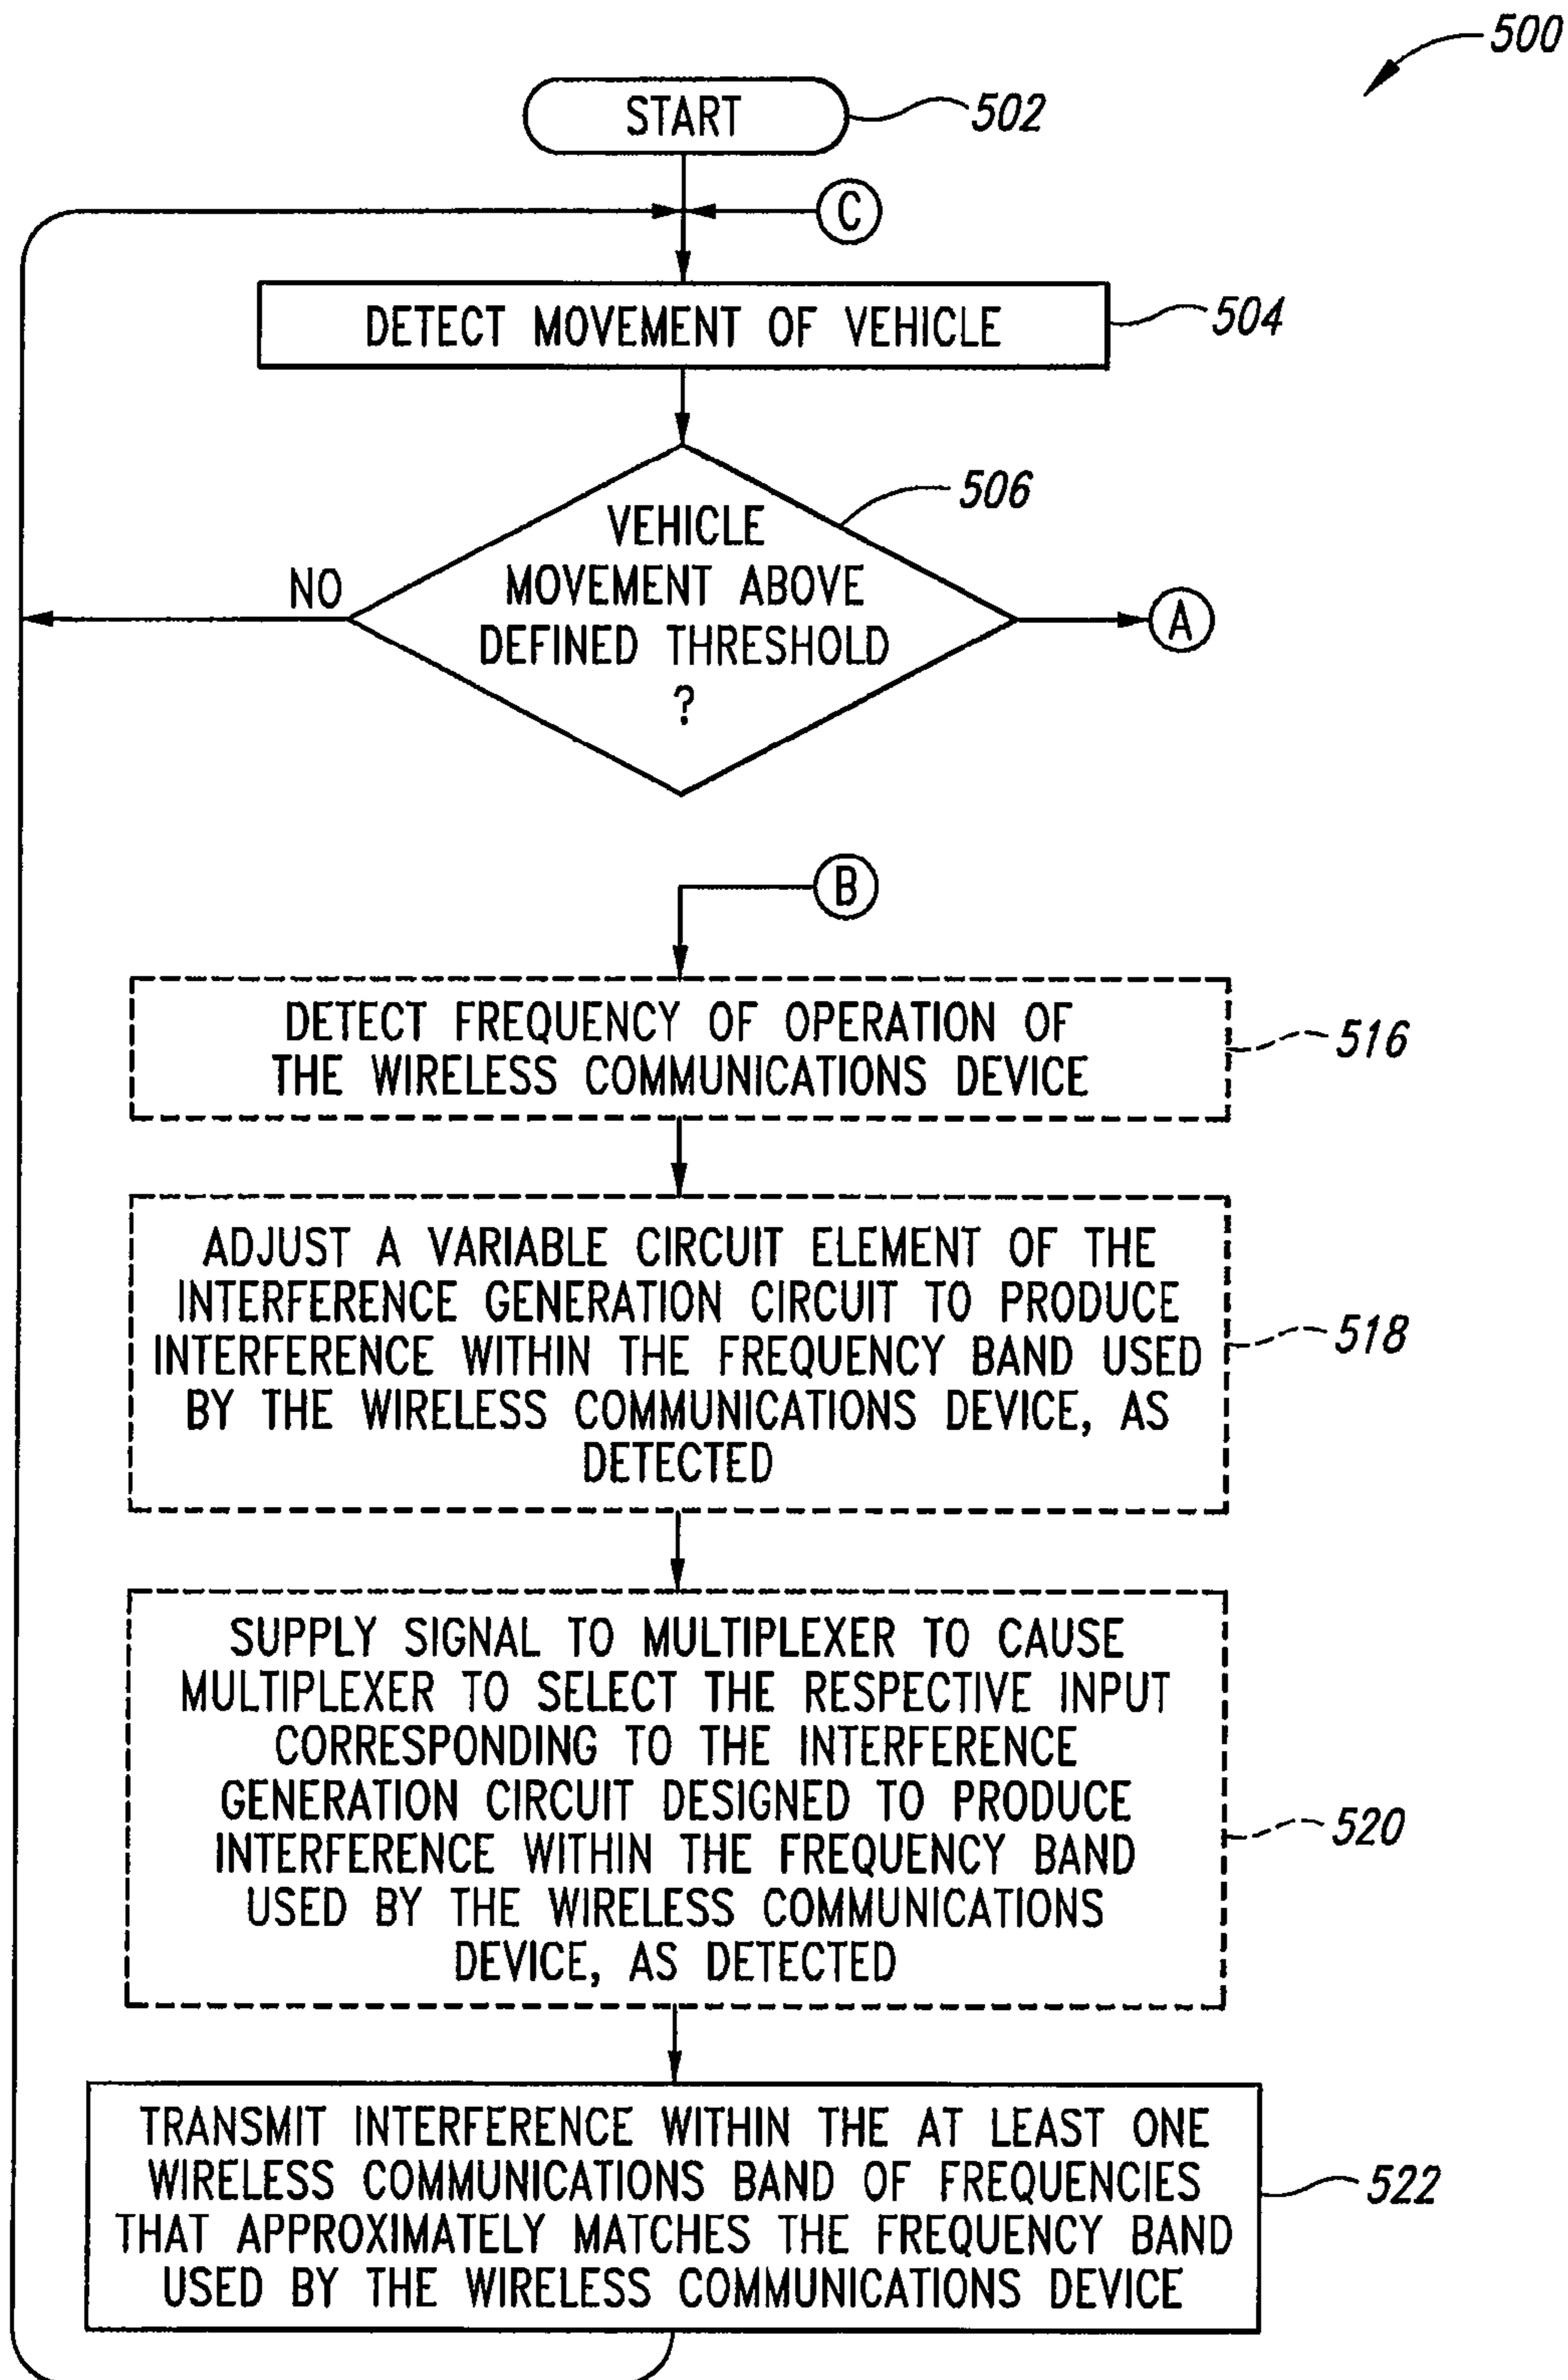 500
START
502
C
DETECT MOVEMENT OF VEHICLE
504
506
VEHICLE
MOVEMENT ABOVE
DEFINED THRESHOLD
?
NO
A
B
DETECT FREQUENCY OF OPERATION OF
THE WIRELESS COMMUNICATIONS DEVICE
516
ADJUST A VARIABLE CIRCUIT ELEMENT OF THE
INTERFERENCE GENERATION CIRCUIT TO PRODUCE
INTERFERENCE WITHIN THE FREQUENCY BAND USED
BY THE WIRELESS COMMUNICATIONS DEVICE, AS
DETECTED
518
SUPPLY SIGNAL TO MULTIPLEXER TO CAUSE
MULTIPLEXER TO SELECT THE RESPECTIVE INPUT
CORRESPONDING TO THE INTERFERENCE
GENERATION CIRCUIT DESIGNED TO PRODUCE
INTERFERENCE WITHIN THE FREQUENCY BAND
USED BY THE WIRELESS COMMUNICATIONS
DEVICE, AS DETECTED
520
TRANSMIT INTERFERENCE WITHIN THE AT LEAST ONE
WIRELESS COMMUNICATIONS BAND OF FREQUENCIES
THAT APPROXIMATELY MATCHES THE FREQUENCY BAND
USED BY THE WIRELESS COMMUNICATIONS DEVICE
522